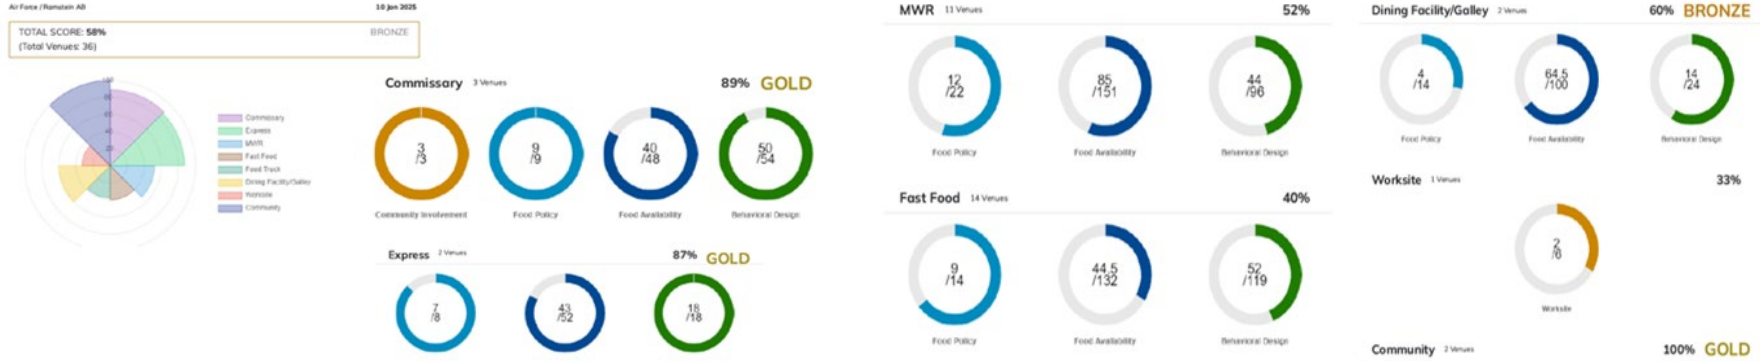 Air Force / Ramstein AB
10 Jan 2025
TOTAL SCORE: 58%
BRONZE
(Total Venues: 36)
100
80
60
40
20
Commissary
Express
MWR
Fast Food
Food Truck
Dining Facility/Galley
Worksite
Community
Commissary 3 Venues 89% GOLD
3 /3
9 /9
40 /48
50 /54
Community Involvement
Food Policy
Food Availability
Behavioral Design
Express 2 Venues 87% GOLD
7 /8
43 /52
18 /18
MWR 11 Venues 52%
12 /22
85 /151
44 /96
Food Policy
Food Availability
Behavioral Design
Fast Food 14 Venues 40%
9 /14
44.5 /132
52 /119
Food Policy
Food Availability
Behavioral Design
Dining Facility/Galley 2 Venues 60% BRONZE
4 /14
64.5 /100
14 /24
Food Policy
Food Availability
Behavioral Design
Worksite 1 Venues 33%
2 /6
Worksite
Community 2 Venues 100% GOLD